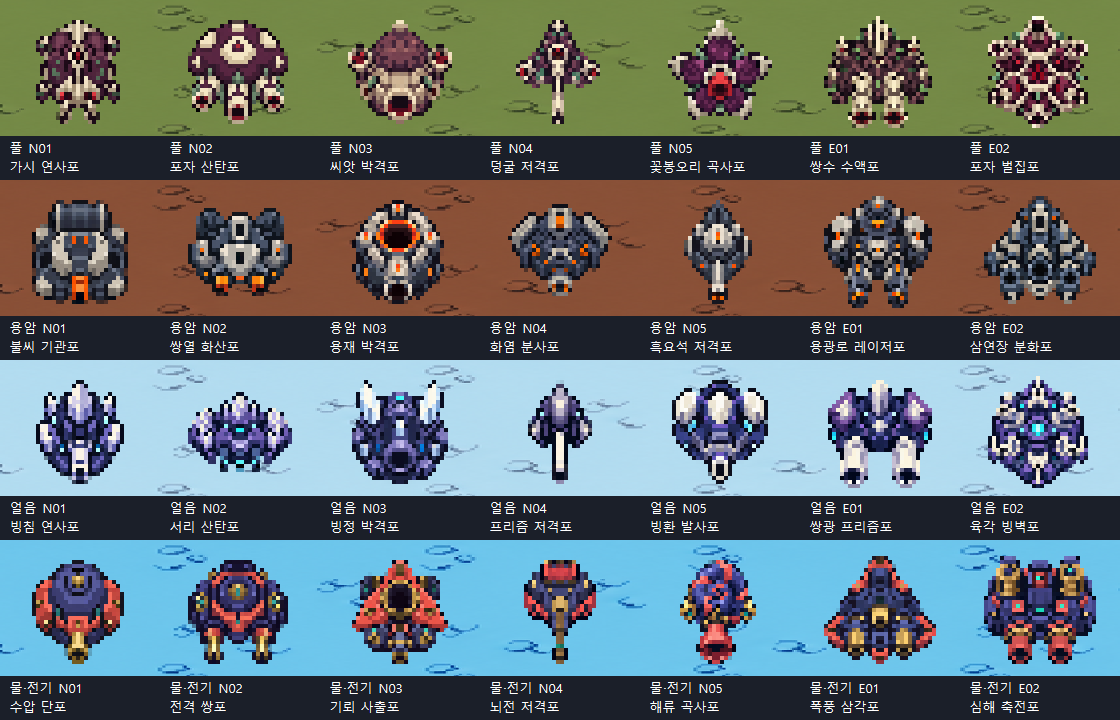 풀 N01
가시 연사포
풀 N02
포자 산탄포
풀 N03
씨앗 박격포
풀 N04
덩굴 저격포
풀 N05
꽃봉오리 곡사포
풀 E01
쌍수 수액포
풀 E02
포자 벌집포
용암 N01
불씨 기관포
용암 N02
쌍열 화산포
용암 N03
용재 박격포
용암 N04
화염 분사포
용암 N05
흑요석 저격포
용암 E01
용광로 레이저포
용암 E02
삼연장 분화포
얼음 N01
빙침 연사포
얼음 N02
서리 산탄포
얼음 N03
빙정 박격포
얼음 N04
프리즘 저격포
얼음 N05
빙환 발사포
얼음 E01
쌍광 프리즘포
얼음 E02
육각 빙벽포
물·전기 N01
수압 단포
물·전기 N02
전격 쌍포
물·전기 N03
기뢰 사출포
물·전기 N04
뇌전 저격포
물·전기 N05
해류 곡사포
물·전기 E01
폭풍 삼각포
물·전기 E02
심해 축전포